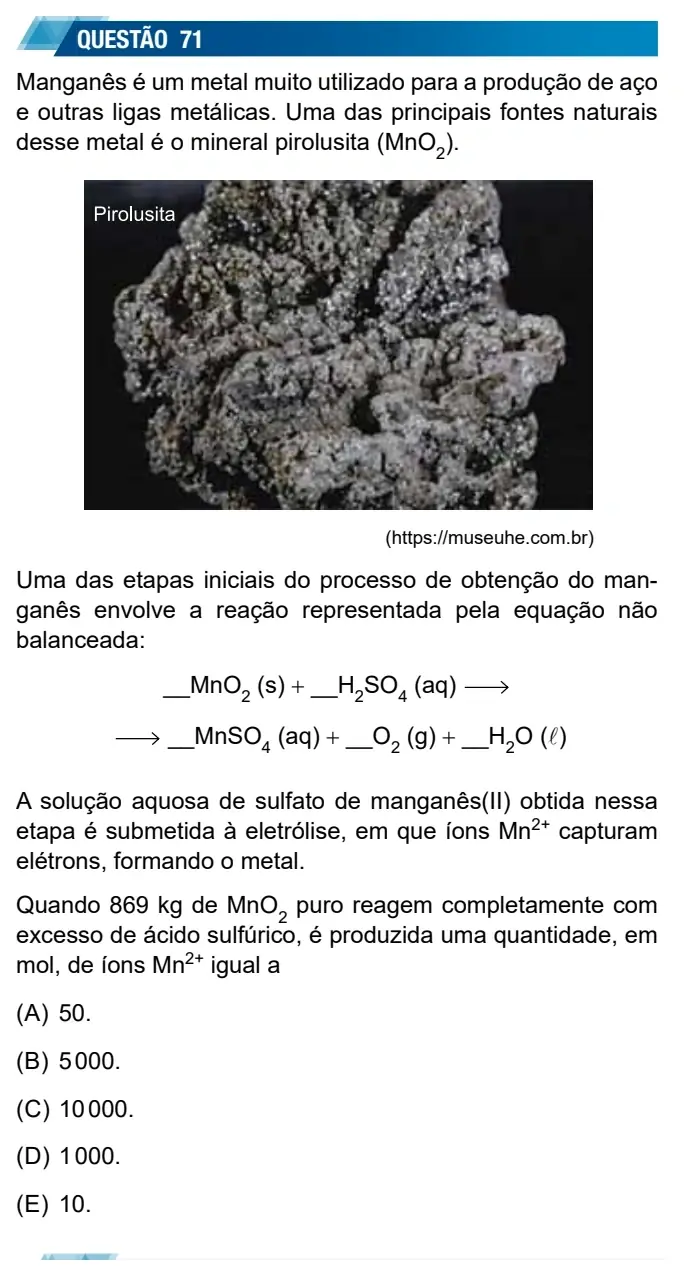 QUESTÃO 71
Manganês é um metal muito utilizado para a produção de aço
e outras ligas metálicas. Uma das principais fontes naturais
desse metal é o mineral pirolusita (MnO₂).
Pirolusita
(https://museuhe.com.br)
Uma das etapas iniciais do processo de obtenção do man-
ganês envolve a reação representada pela equação não
balanceada:
__MnO₂ (s) + __H₂SO₄ (aq) ⟶
⟶ __MnSO₄ (aq) + __O₂ (g) + __H₂O (ℓ)
A solução aquosa de sulfato de manganês(II) obtida nessa
etapa é submetida à eletrólise, em que íons Mn²⁺ capturam
elétrons, formando o metal.
Quando 869 kg de MnO₂ puro reagem completamente com
excesso de ácido sulfúrico, é produzida uma quantidade, em
mol, de íons Mn²⁺ igual a
(A) 50.
(B) 5 000.
(C) 10 000.
(D) 1 000.
(E) 10.